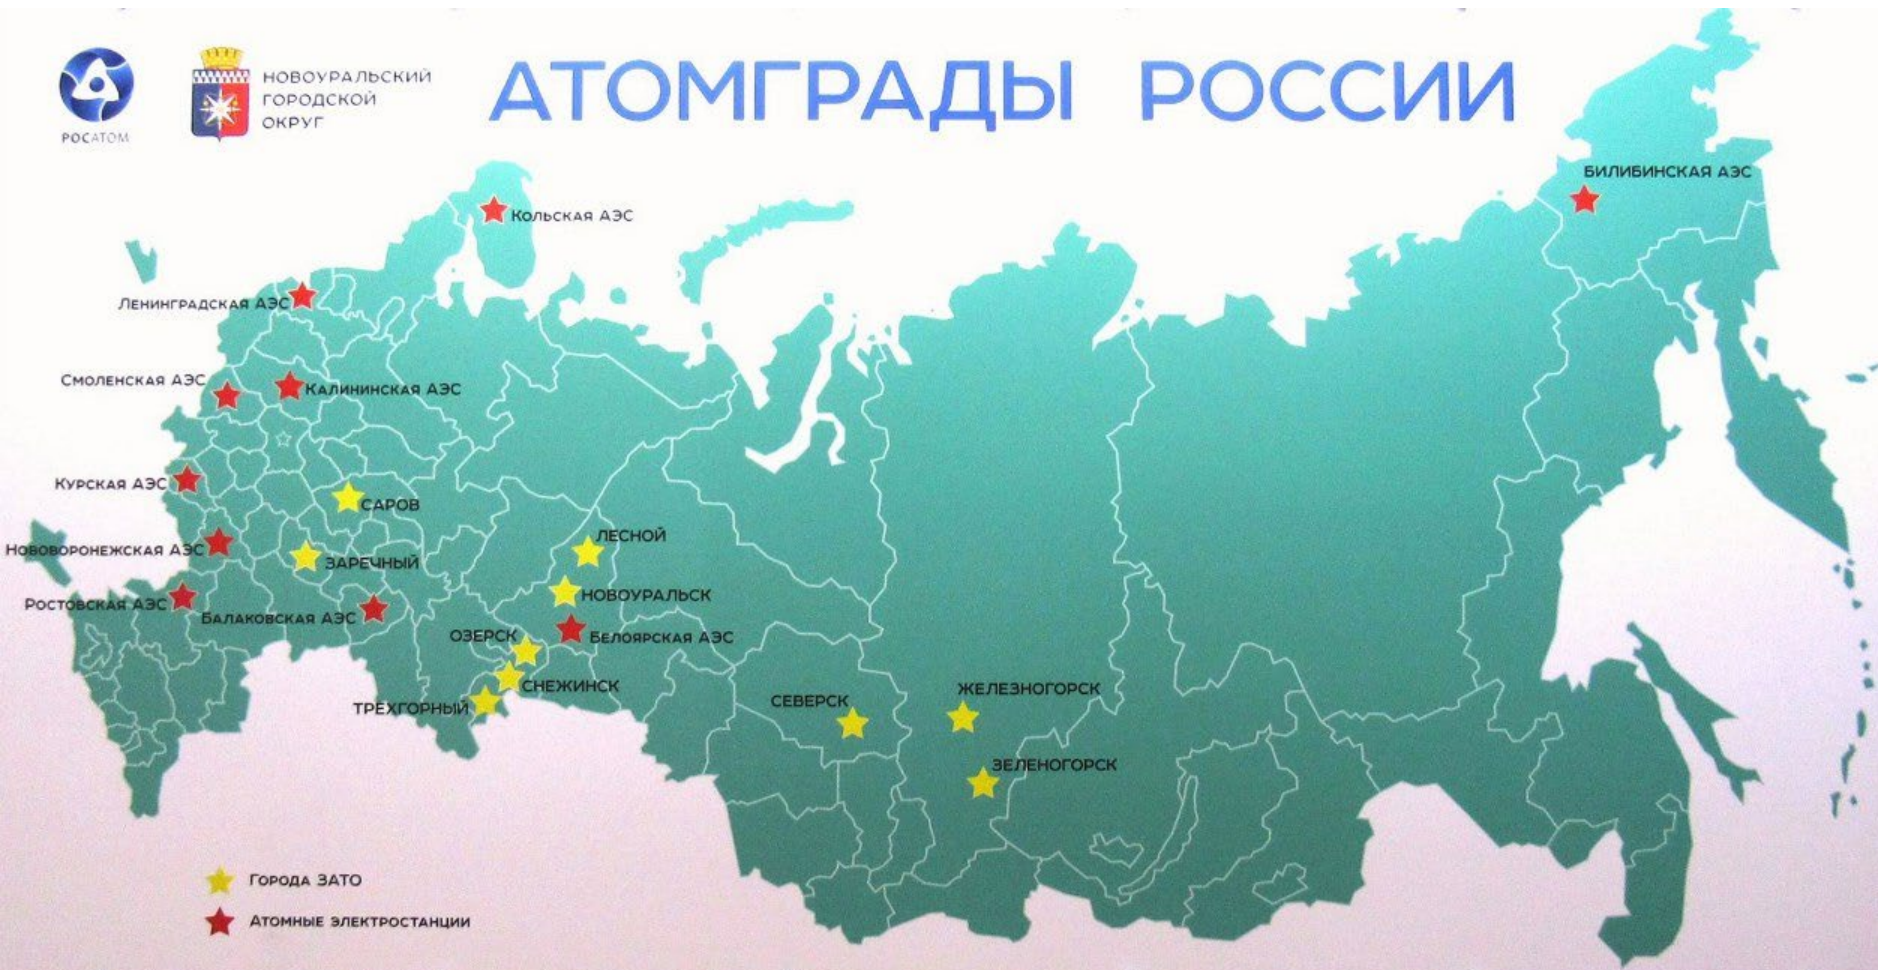 АТОМГРАДЫ РОССИИ
РОСАТОМ
НОВОУРАЛЬСКИЙ
ГОРОДСКОЙ
ОКРУГ
БИЛИБИНСКАЯ АЭС
КОЛЬСКАЯ АЭС
ЛЕНИНГРАДСКАЯ АЭС
СМОЛЕНСКАЯ АЭС
КАЛИНИНСКАЯ АЭС
КУРСКАЯ АЭС
САРОВ
ЛЕСНОЙ
НОВОВОРОНЕЖСКАЯ АЭС
ЗАРЕЧНЫЙ
НОВОУРАЛЬСК
РОСТОВСКАЯ АЭС
БАЛАКОВСКАЯ АЭС
ОЗЕРСК
БЕЛОЯРСКАЯ АЭС
СНЕЖИНСК
ТРЕХГОРНЫЙ
СЕВЕРСК
ЖЕЛЕЗНОГОРСК
ЗЕЛЕНОГОРСК
ГОРОДА ЗАТО
АТОМНЫЕ ЭЛЕКТРОСТАНЦИИ